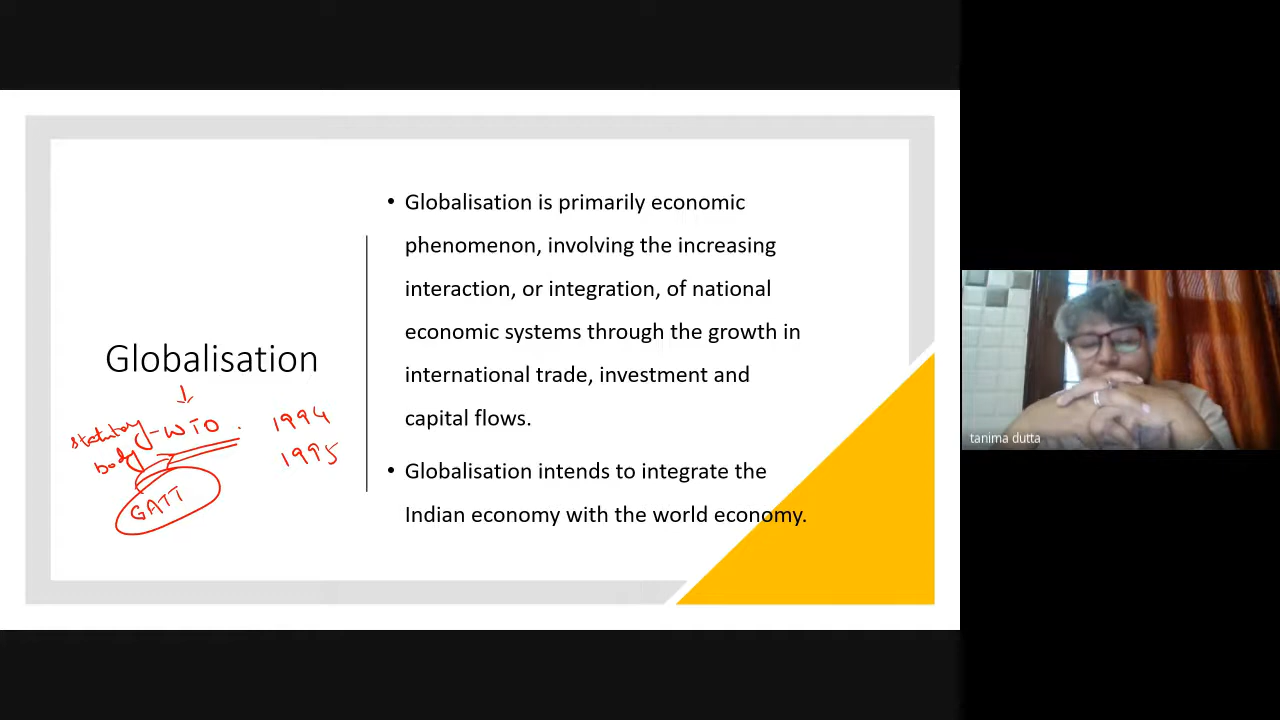 Globalisation
statutory - WTO . 1994
body 1995
GATT
• Globalisation is primarily economic
phenomenon, involving the increasing
interaction, or integration, of national
economic systems through the growth in
international trade, investment and
capital flows.
• Globalisation intends to integrate the
Indian economy with the world economy.
tanima dutta